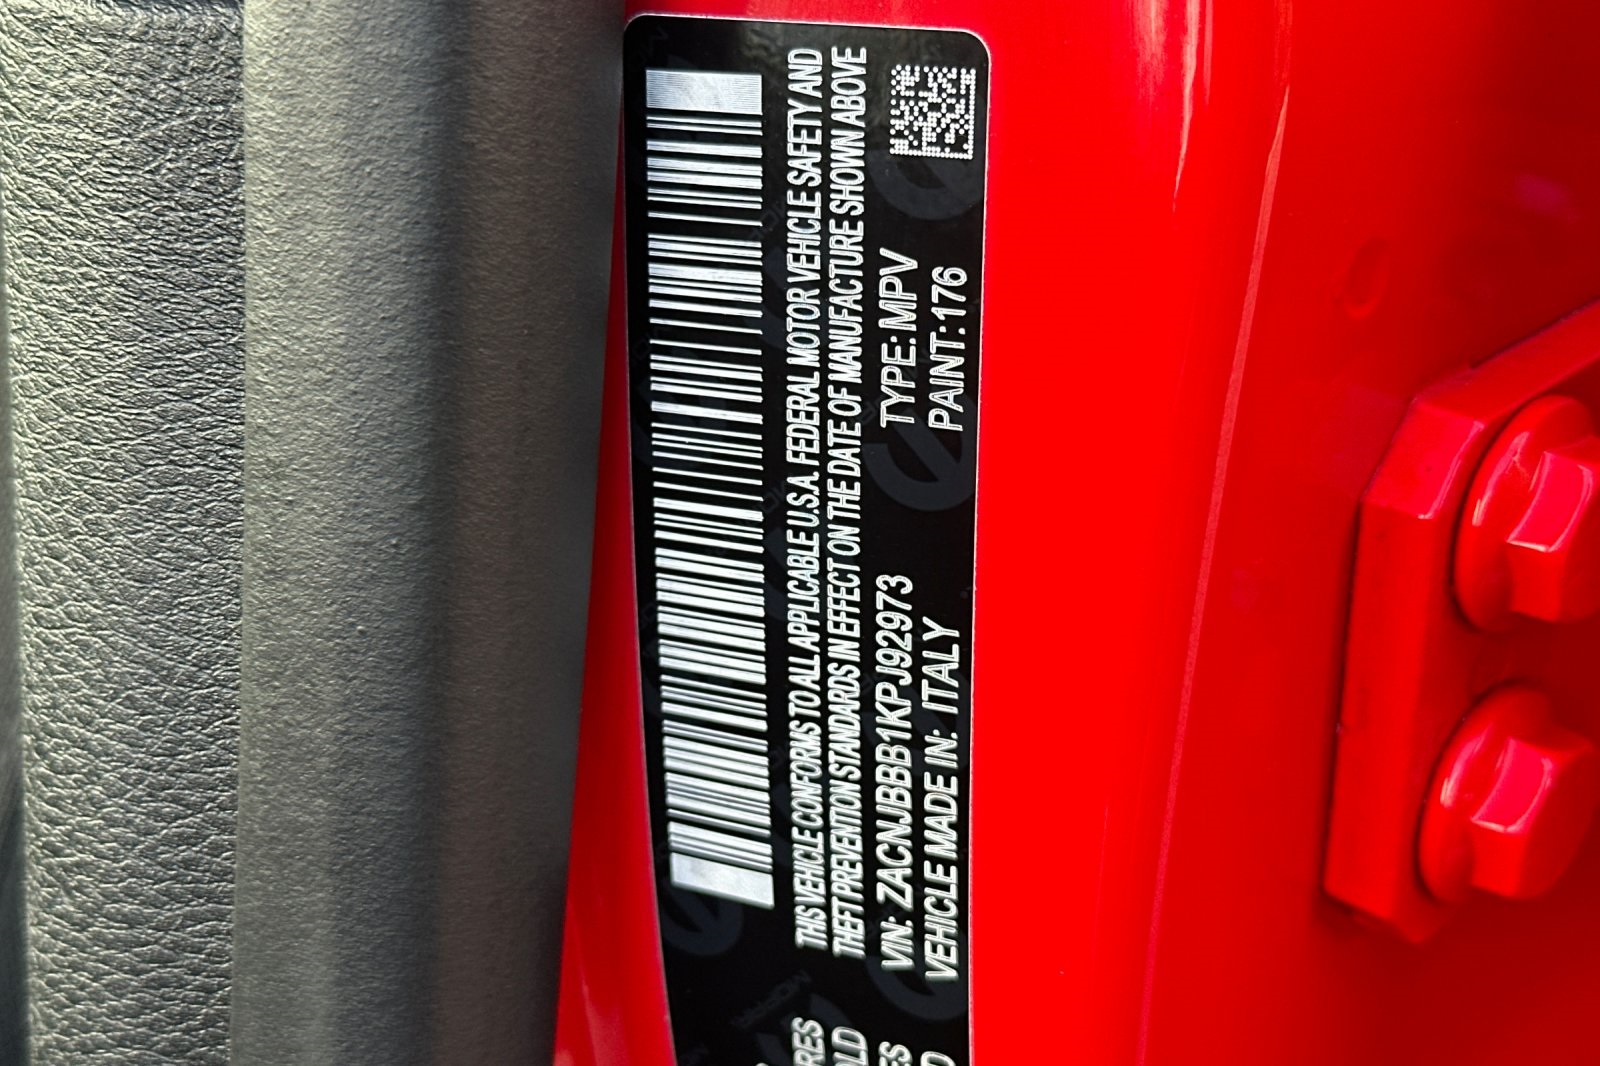 THIS VEHICLE CONFORMS TO ALL APPLICABLE U.S.A. FEDERAL MOTOR VEHICLE SAFETY AND
THEFT PREVENTION STANDARDS IN EFFECT ON THE DATE OF MANUFACTURE SHOWN ABOVE
VIN: ZACNJBBB1KPJ92973 TYPE: MPV
VEHICLE MADE IN: ITALY PAINT: 176